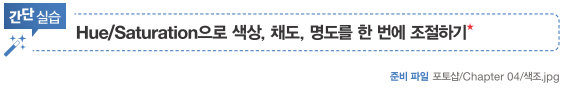 간단 실습
Hue/Saturation으로 색상, 채도, 명도를 한 번에 조절하기*
준비 파일 포토샵/Chapter 04/색조.jpg